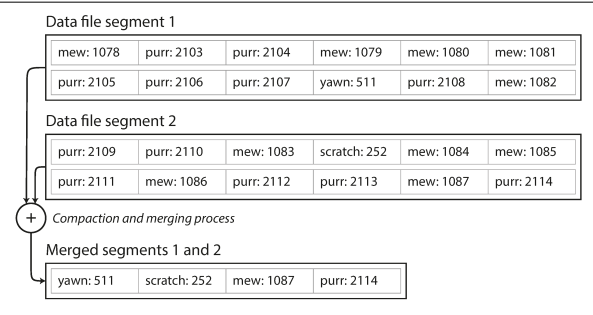 Data file segment 1
mew: 1078 purr: 2103 purr: 2104 mew: 1079 mew: 1080 mew: 1081
purr: 2105 purr: 2106 purr: 2107 yawn: 511 purr: 2108 mew: 1082
Data file segment 2
purr: 2109 purr: 2110 mew: 1083 scratch: 252 mew: 1084 mew: 1085
purr: 2111 mew: 1086 purr: 2112 purr: 2113 mew: 1087 purr: 2114
+ Compaction and merging process
Merged segments 1 and 2
yawn: 511 scratch: 252 mew: 1087 purr: 2114